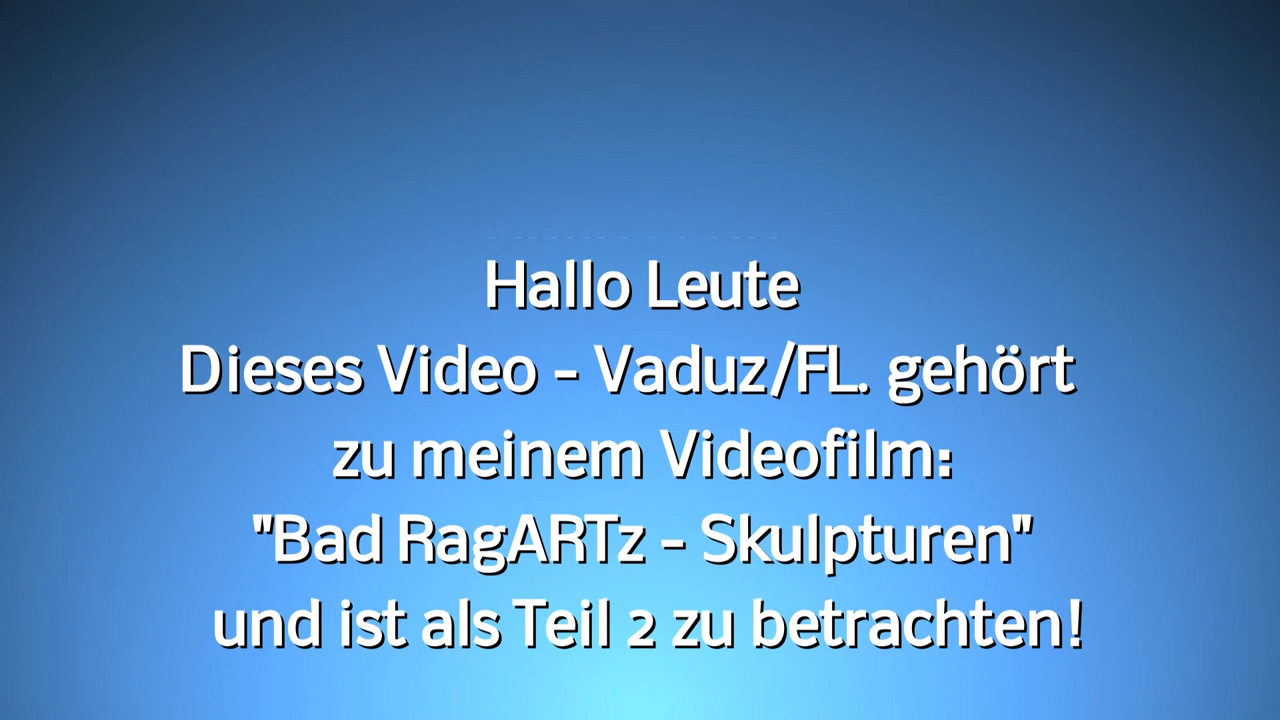 Hallo Leute
Dieses Video - Vaduz/FL. gehört
zu meinem Videofilm:
"Bad RagARTz - Skulpturen"
und ist als Teil 2 zu betrachten!